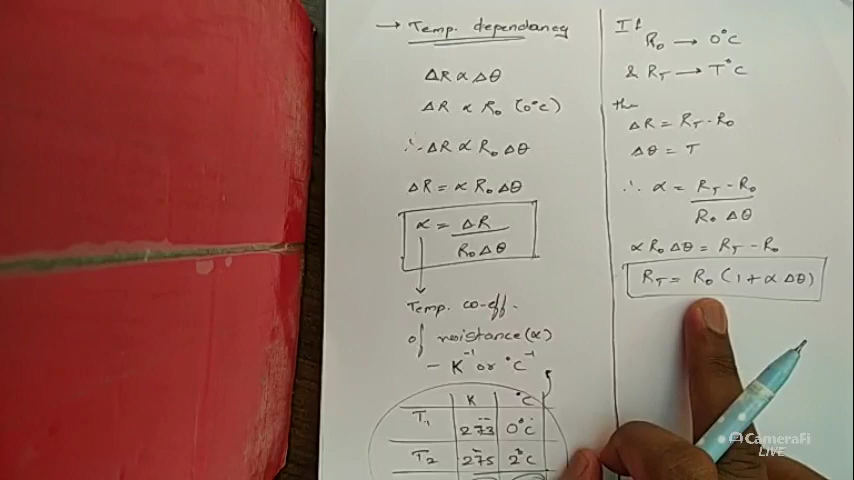 → Temp. dependancy
ΔR ∝ Δθ
ΔR ∝ R₀ (0°C)
∴ ΔR ∝ R₀ Δθ
ΔR = ∝ R₀ Δθ
∝ = ΔR / R₀ Δθ
Temp. co-eff.
of resistance (α)
– K⁻¹ or °C⁻¹
K °C
T₁ 273 0°C
T₂ 275 2°C
If
R₀ → 0°C
& R_T → T°C
the
ΔR = R_T - R₀
Δθ = T
∴ ∝ = R_T - R₀ / R₀ Δθ
∝ R₀ Δθ = R_T - R₀
R_T = R₀ (1 + α Δθ)
CameraFi
LIVE